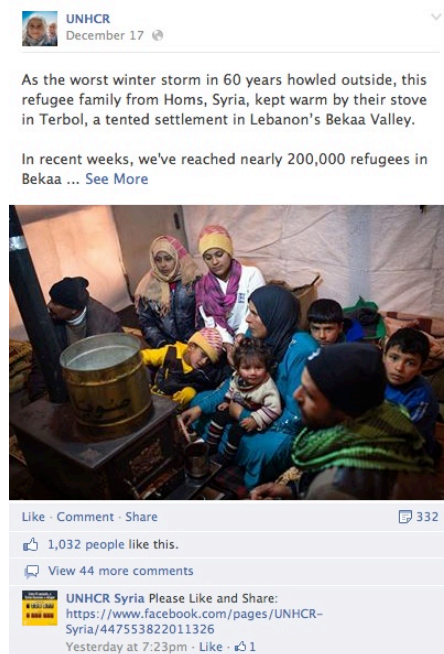 UNHCR
December 17
As the worst winter storm in 60 years howled outside, this
refugee family from Homs, Syria, kept warm by their stove
in Terbol, a tented settlement in Lebanon's Bekaa Valley.
In recent weeks, we've reached nearly 200,000 refugees in
Bekaa ... See More
Like · Comment · Share
332
1,032 people like this.
View 44 more comments
UNHCR Syria Please Like and Share:
https://www.facebook.com/pages/UNHCR-
Syria/447553822011326
Yesterday at 7:23pm · Like · 1